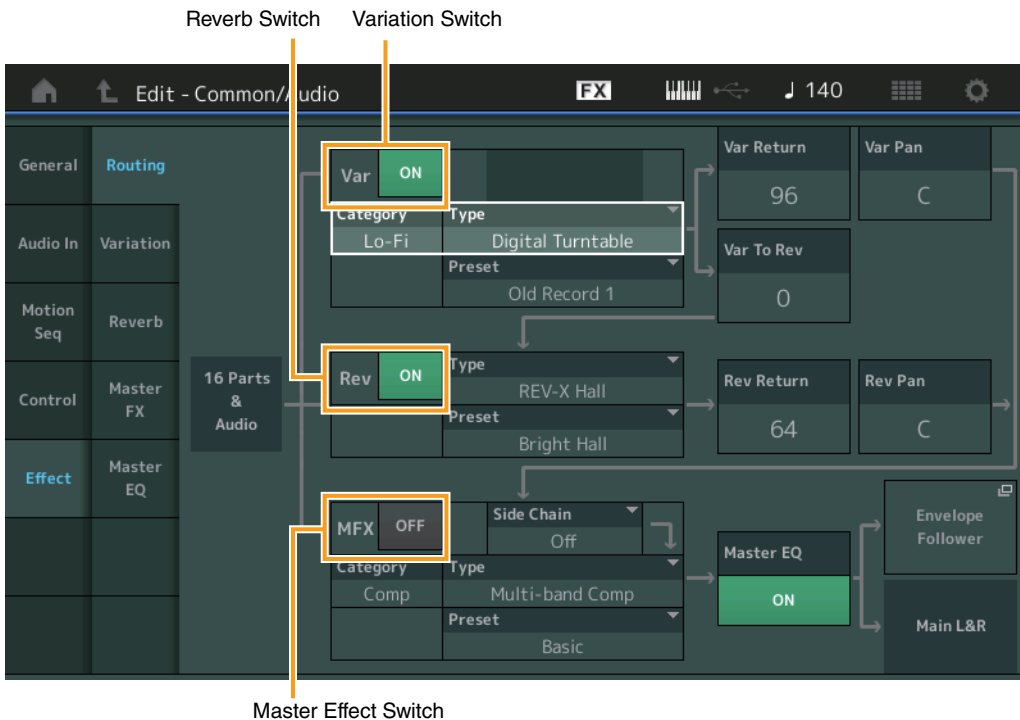 Reverb Switch
Variation Switch
Edit - Common/Audio
FX
♩ 140
General
Routing
Audio In
Variation
Motion
Seq
Reverb
Control
Master
FX
Effect
Master
EQ
16 Parts
&
Audio
Var
ON
Category
Type
Lo-Fi
Digital Turntable
Preset
Old Record 1
Var Return
96
Var Pan
C
Var To Rev
0
Rev
ON
Type
REV-X Hall
Preset
Bright Hall
Rev Return
64
Rev Pan
C
MFX
OFF
Side Chain
Off
Category
Type
Comp
Multi-band Comp
Preset
Basic
Master EQ
ON
Envelope
Follower
Main L&R
Master Effect Switch